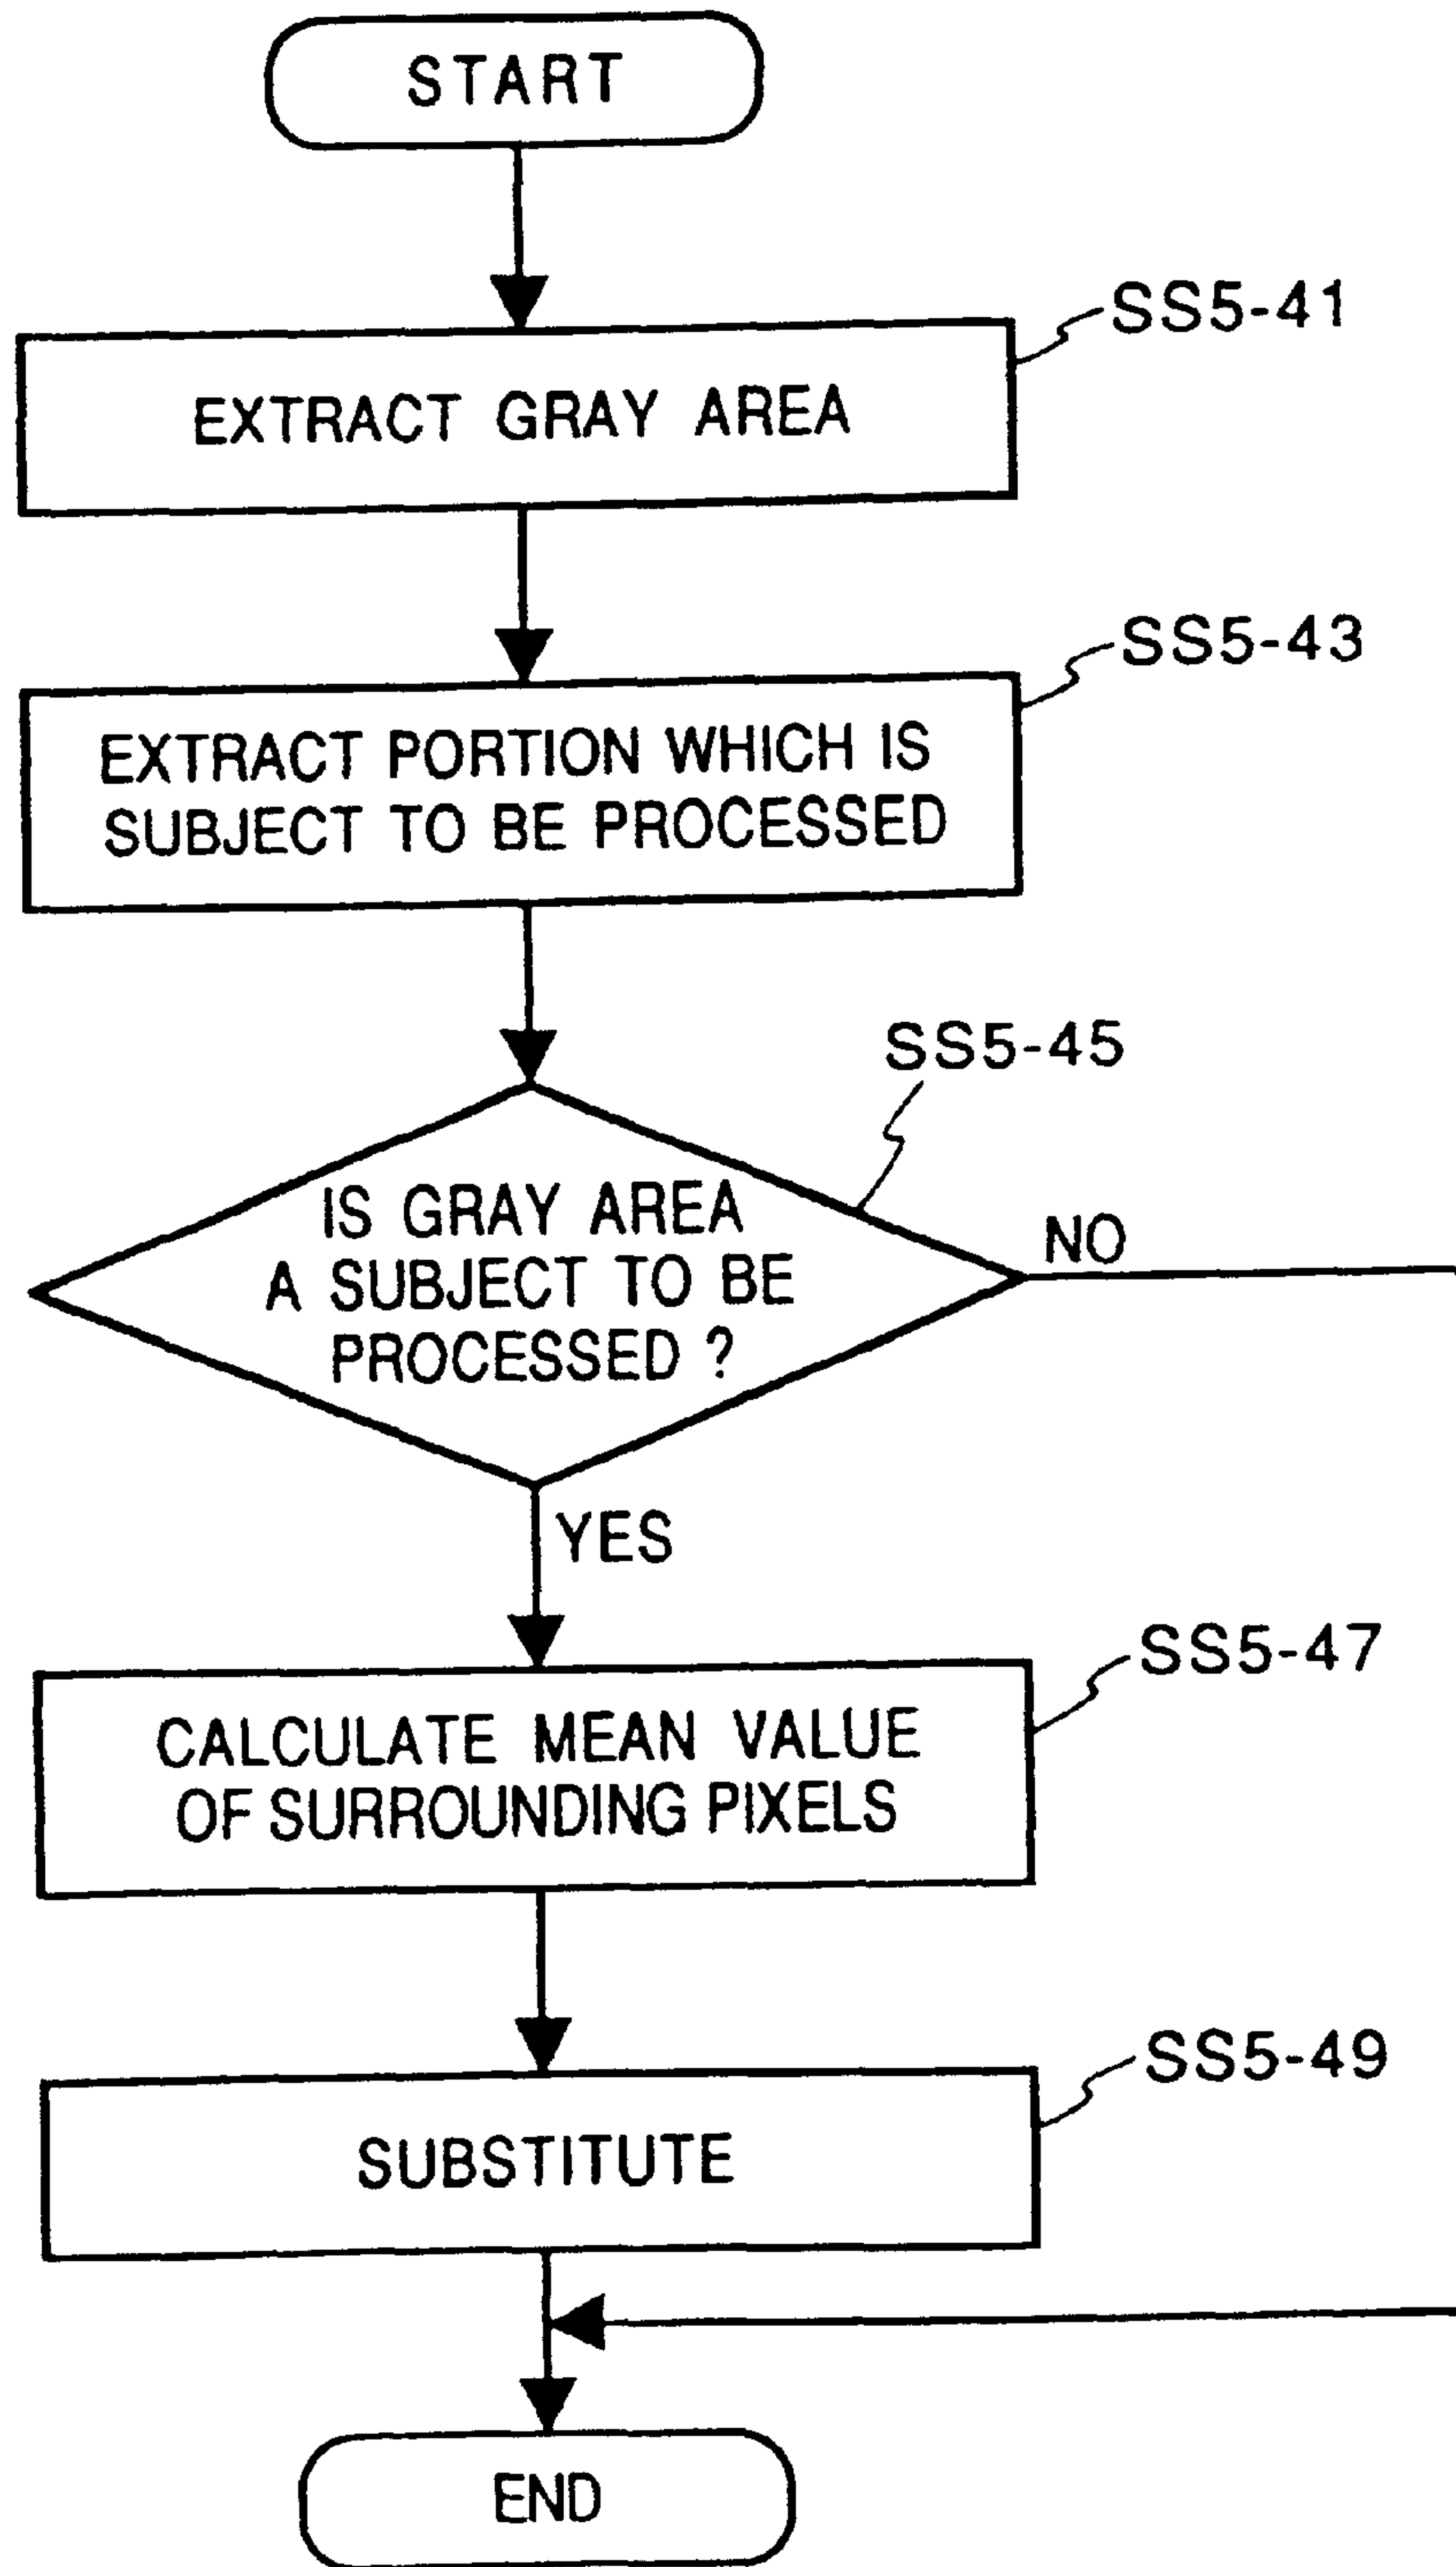 START
SS5-41
EXTRACT GRAY AREA
SS5-43
EXTRACT PORTION WHICH IS
SUBJECT TO BE PROCESSED
SS5-45
IS GRAY AREA
A SUBJECT TO BE
PROCESSED ?
NO
YES
SS5-47
CALCULATE MEAN VALUE
OF SURROUNDING PIXELS
SS5-49
SUBSTITUTE
END